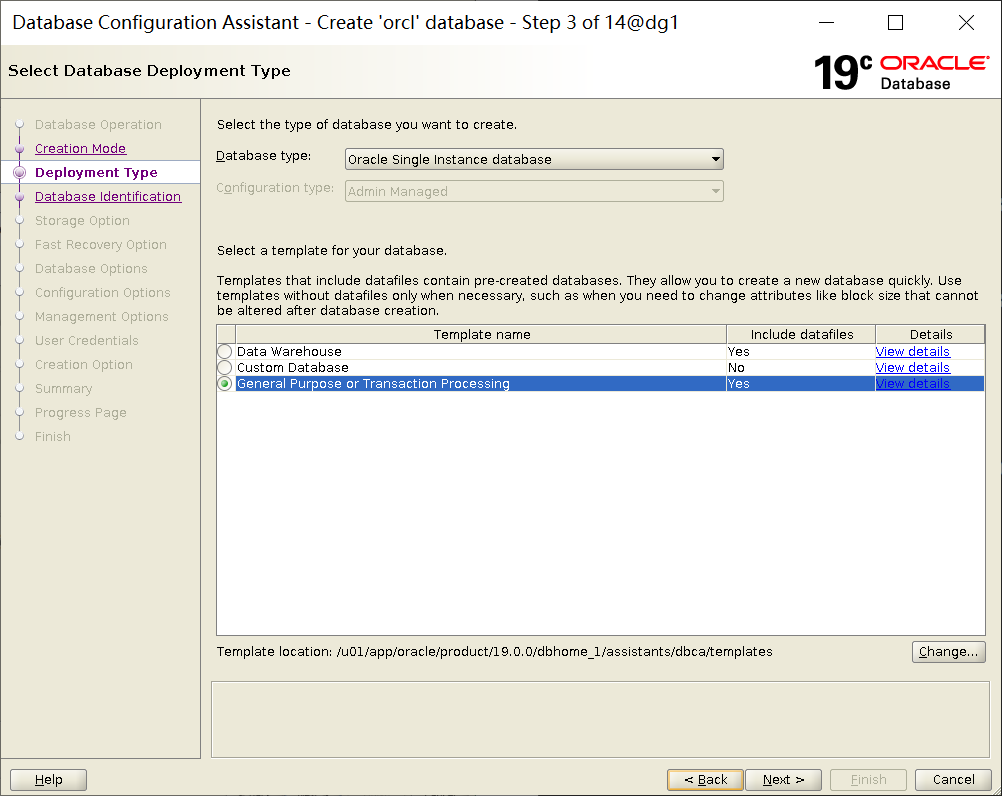 Database Configuration Assistant - Create 'orcl' database - Step 3 of 14@dg1
Select Database Deployment Type
19c ORACLE
Database
Database Operation
Creation Mode
Deployment Type
Database Identification
Storage Option
Fast Recovery Option
Database Options
Configuration Options
Management Options
User Credentials
Creation Option
Summary
Progress Page
Finish
Select the type of database you want to create.
Database type: Oracle Single Instance database
Configuration type: Admin Managed
Select a template for your database.
Templates that include datafiles contain pre-created databases. They allow you to create a new database quickly. Use
templates without datafiles only when necessary, such as when you need to change attributes like block size that cannot
be altered after database creation.
Template name Include datafiles Details
Data Warehouse Yes View details
Custom Database No View details
General Purpose or Transaction Processing Yes View details
Template location: /u01/app/oracle/product/19.0.0/dbhome_1/assistants/dbca/templates Change...
Help < Back Next > Finish Cancel